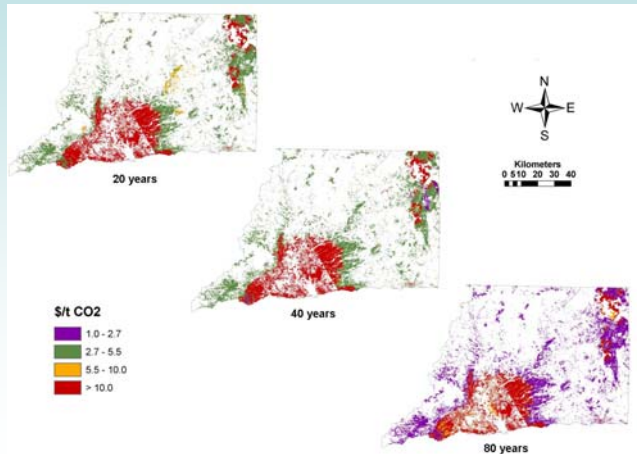 N
W E
S
Kilometers
0 5 10 20 30 40
20 years
40 years
$/t CO2
1.0 - 2.7
2.7 - 5.5
5.5 - 10.0
> 10.0
80 years